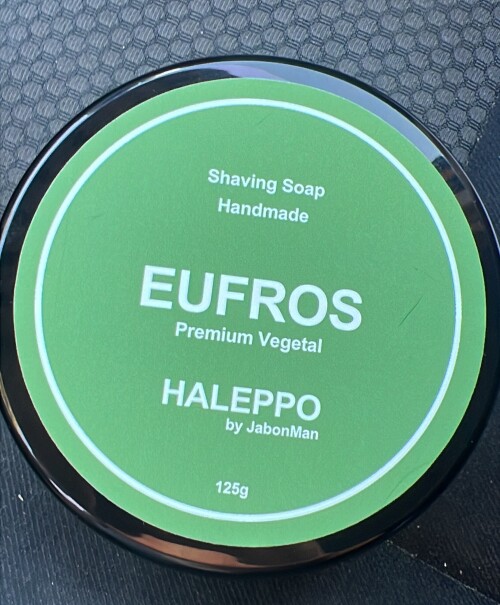 Shaving Soap
Handmade
EUFROS
Premium Vegetal
HALEPPO
by JabonMan
125g